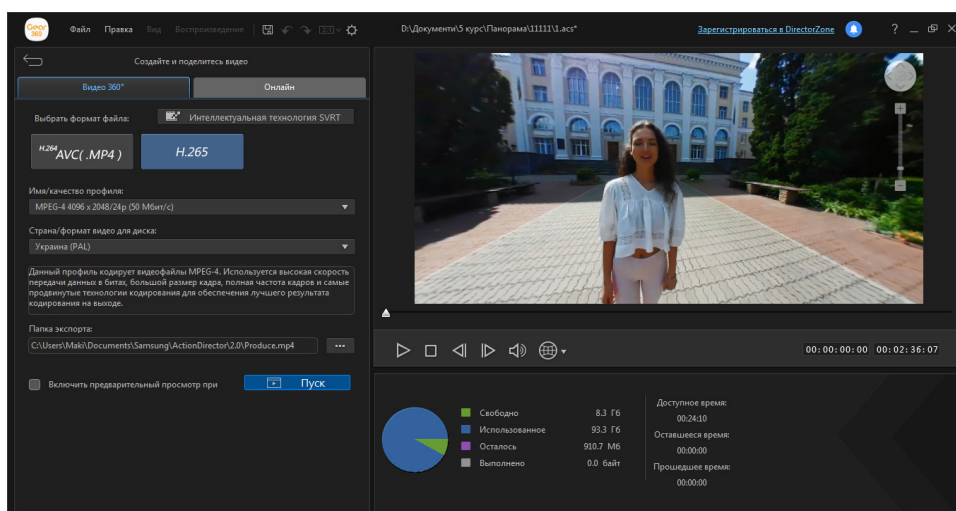 Gear 360
Файл Правка Вид Воспроизведение
D:\Документи\5 курс\Панорама\11111\1.acs*
Зарегистрироваться в DirectorZone
?
Создайте и поделитесь видео
Видео 360°
Онлайн
Выбрать формат файла:
Интеллектуальная технология SVRT
H.264 AVC( .MP4 )
H.265
Имя/качество профиля:
MPEG-4 4096 x 2048/24p (50 Мбит/с)
Страна/формат видео для диска:
Украина (PAL)
Данный профиль кодирует видеофайлы MPEG-4. Используется высокая скорость
передачи данных в битах, большой размер кадра, полная частота кадров и самые
продвинутые технологии кодирования для обеспечения лучшего результата
кодирования на выходе.
Папка экспорта:
C:\Users\Maki\Documents\Samsung\ActionDirector\2.0\Produce.mp4
...
Включить предварительный просмотр при
Пуск
00:00:00:00 00:02:36:07
Свободно 8.3 Гб
Использованное 93.3 Гб
Осталось 910.7 Мб
Выполнено 0.0 байт
Доступное время:
00:24:10
Оставшееся время:
00:00:00
Прошедшее время:
00:00:00